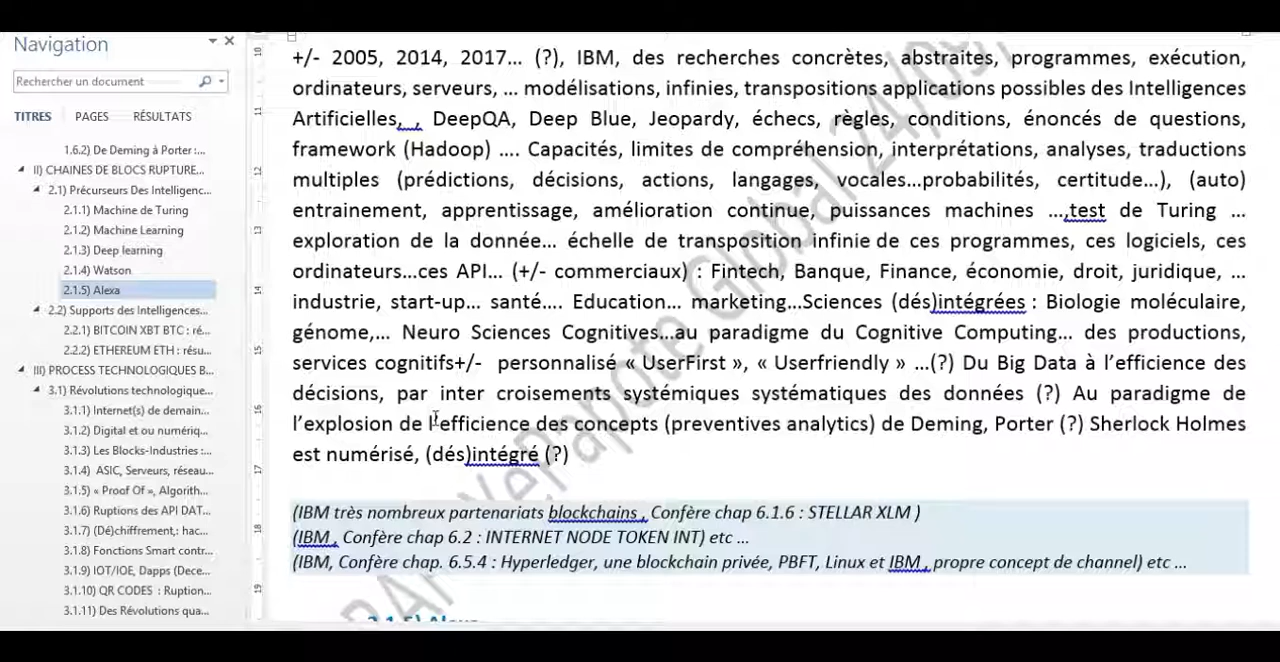 Navigation
Rechercher un document
TITRES PAGES RÉSULTATS
1.6.2) De Deming à Porter :...
II) CHAINES DE BLOCS RUPTURE...
2.1) Précurseurs Des Intelligenc...
2.1.1) Machine de Turing
2.1.2) Machine Learning
2.1.3) Deep learning
2.1.4) Watson
2.1.5) Alexa
2.2) Supports des Intelligences...
2.2.1) BITCOIN XBT BTC : ré...
2.2.2) ETHEREUM ETH : résu...
III) PROCESS TECHNOLOGIQUES B...
3.1) Révolutions technologique...
3.1.1) Internet(s) de demain...
3.1.2) Digital et ou numériq...
3.1.3) Les Blocks-Industries :...
3.1.4) ASIC, Serveurs, réseau...
3.1.5) « Proof Of », Algorith...
3.1.6) Ruptions des API DAT...
3.1.7) (Dé)chiffrement,: hac...
3.1.8) Fonctions Smart contr...
3.1.9) IOT/IOE, Dapps (Dece...
3.1.10) QR CODES : Ruption...
3.1.11) Des Révolutions qua...
10
11
12
13
14
15
16
17
18
19
+/- 2005, 2014, 2017... (?), IBM, des recherches concrètes, abstraites, programmes, exécution,
ordinateurs, serveurs, ... modélisations, infinies, transpositions applications possibles des Intelligences
Artificielles, , DeepQA, Deep Blue, Jeopardy, échecs, règles, conditions, énoncés de questions,
framework (Hadoop) .... Capacités, limites de compréhension, interprétations, analyses, traductions
multiples (prédictions, décisions, actions, langages, vocales...probabilités, certitude...), (auto)
entrainement, apprentissage, amélioration continue, puissances machines ...,test de Turing ...
exploration de la donnée... échelle de transposition infinie de ces programmes, ces logiciels, ces
ordinateurs...ces API... (+/- commerciaux) : Fintech, Banque, Finance, économie, droit, juridique, ...
industrie, start-up... santé.... Education... marketing...Sciences (dés)intégrées : Biologie moléculaire,
génome,... Neuro Sciences Cognitives...au paradigme du Cognitive Computing... des productions,
services cognitifs+/- personnalisé « UserFirst », « Userfriendly » ...(?) Du Big Data à l’efficience des
décisions, par inter croisements systémiques systématiques des données (?) Au paradigme de
l’explosion de l’efficience des concepts (preventives analytics) de Deming, Porter (?) Sherlock Holmes
est numérisé, (dés)intégré (?)
(IBM très nombreux partenariats blockchains , Confère chap 6.1.6 : STELLAR XLM )
(IBM , Confère chap 6.2 : INTERNET NODE TOKEN INT) etc ...
(IBM, Confère chap. 6.5.4 : Hyperledger, une blockchain privée, PBFT, Linux et IBM , propre concept de channel) etc ...
2.1.5) Alexa